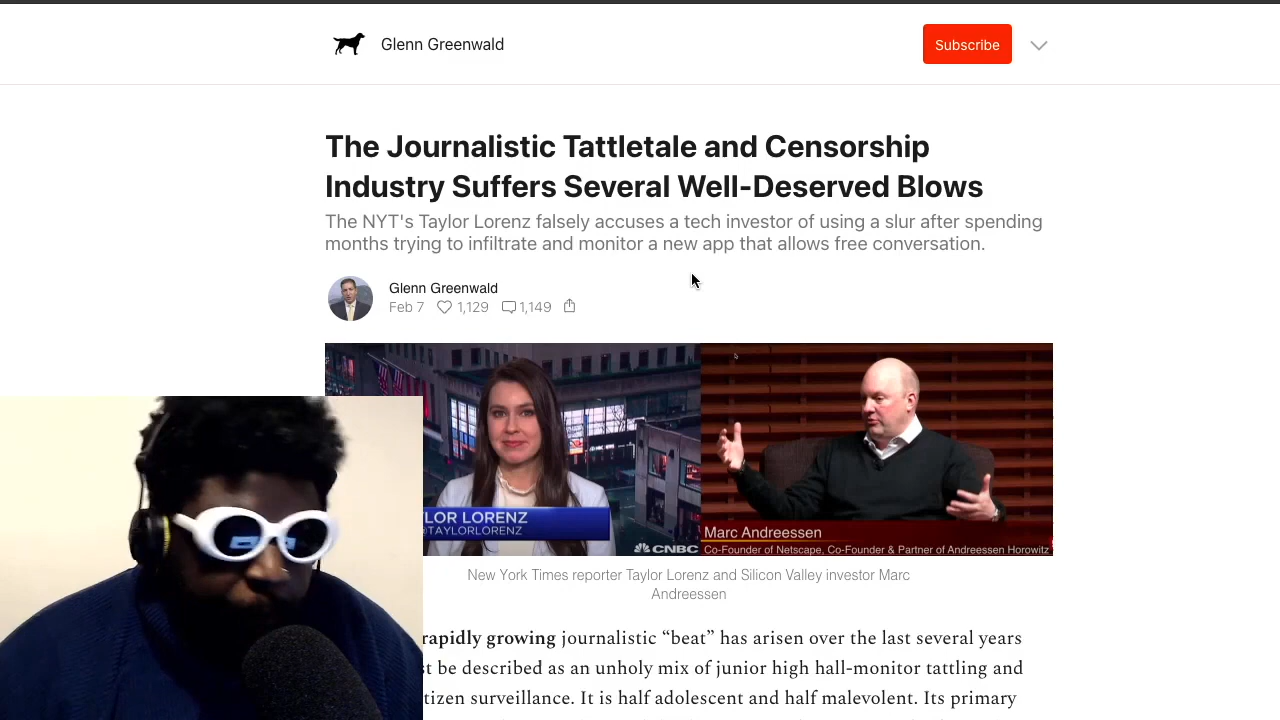 Glenn Greenwald
Subscribe
The Journalistic Tattletale and Censorship
Industry Suffers Several Well-Deserved Blows
The NYT's Taylor Lorenz falsely accuses a tech investor of using a slur after spending
months trying to infiltrate and monitor a new app that allows free conversation.
Glenn Greenwald
Feb 7 1,129 1,149
LOR LORENZ
@TAYLORLORENZ
CNBC
Marc Andreessen
Co-Founder of Netscape, Co-Founder & Partner of Andreessen Horowitz
New York Times reporter Taylor Lorenz and Silicon Valley investor Marc
Andreessen
rapidly growing journalistic “beat” has arisen over the last several years
st be described as an unholy mix of junior high hall-monitor tattling and
tizen surveillance. It is half adolescent and half malevolent. Its primary